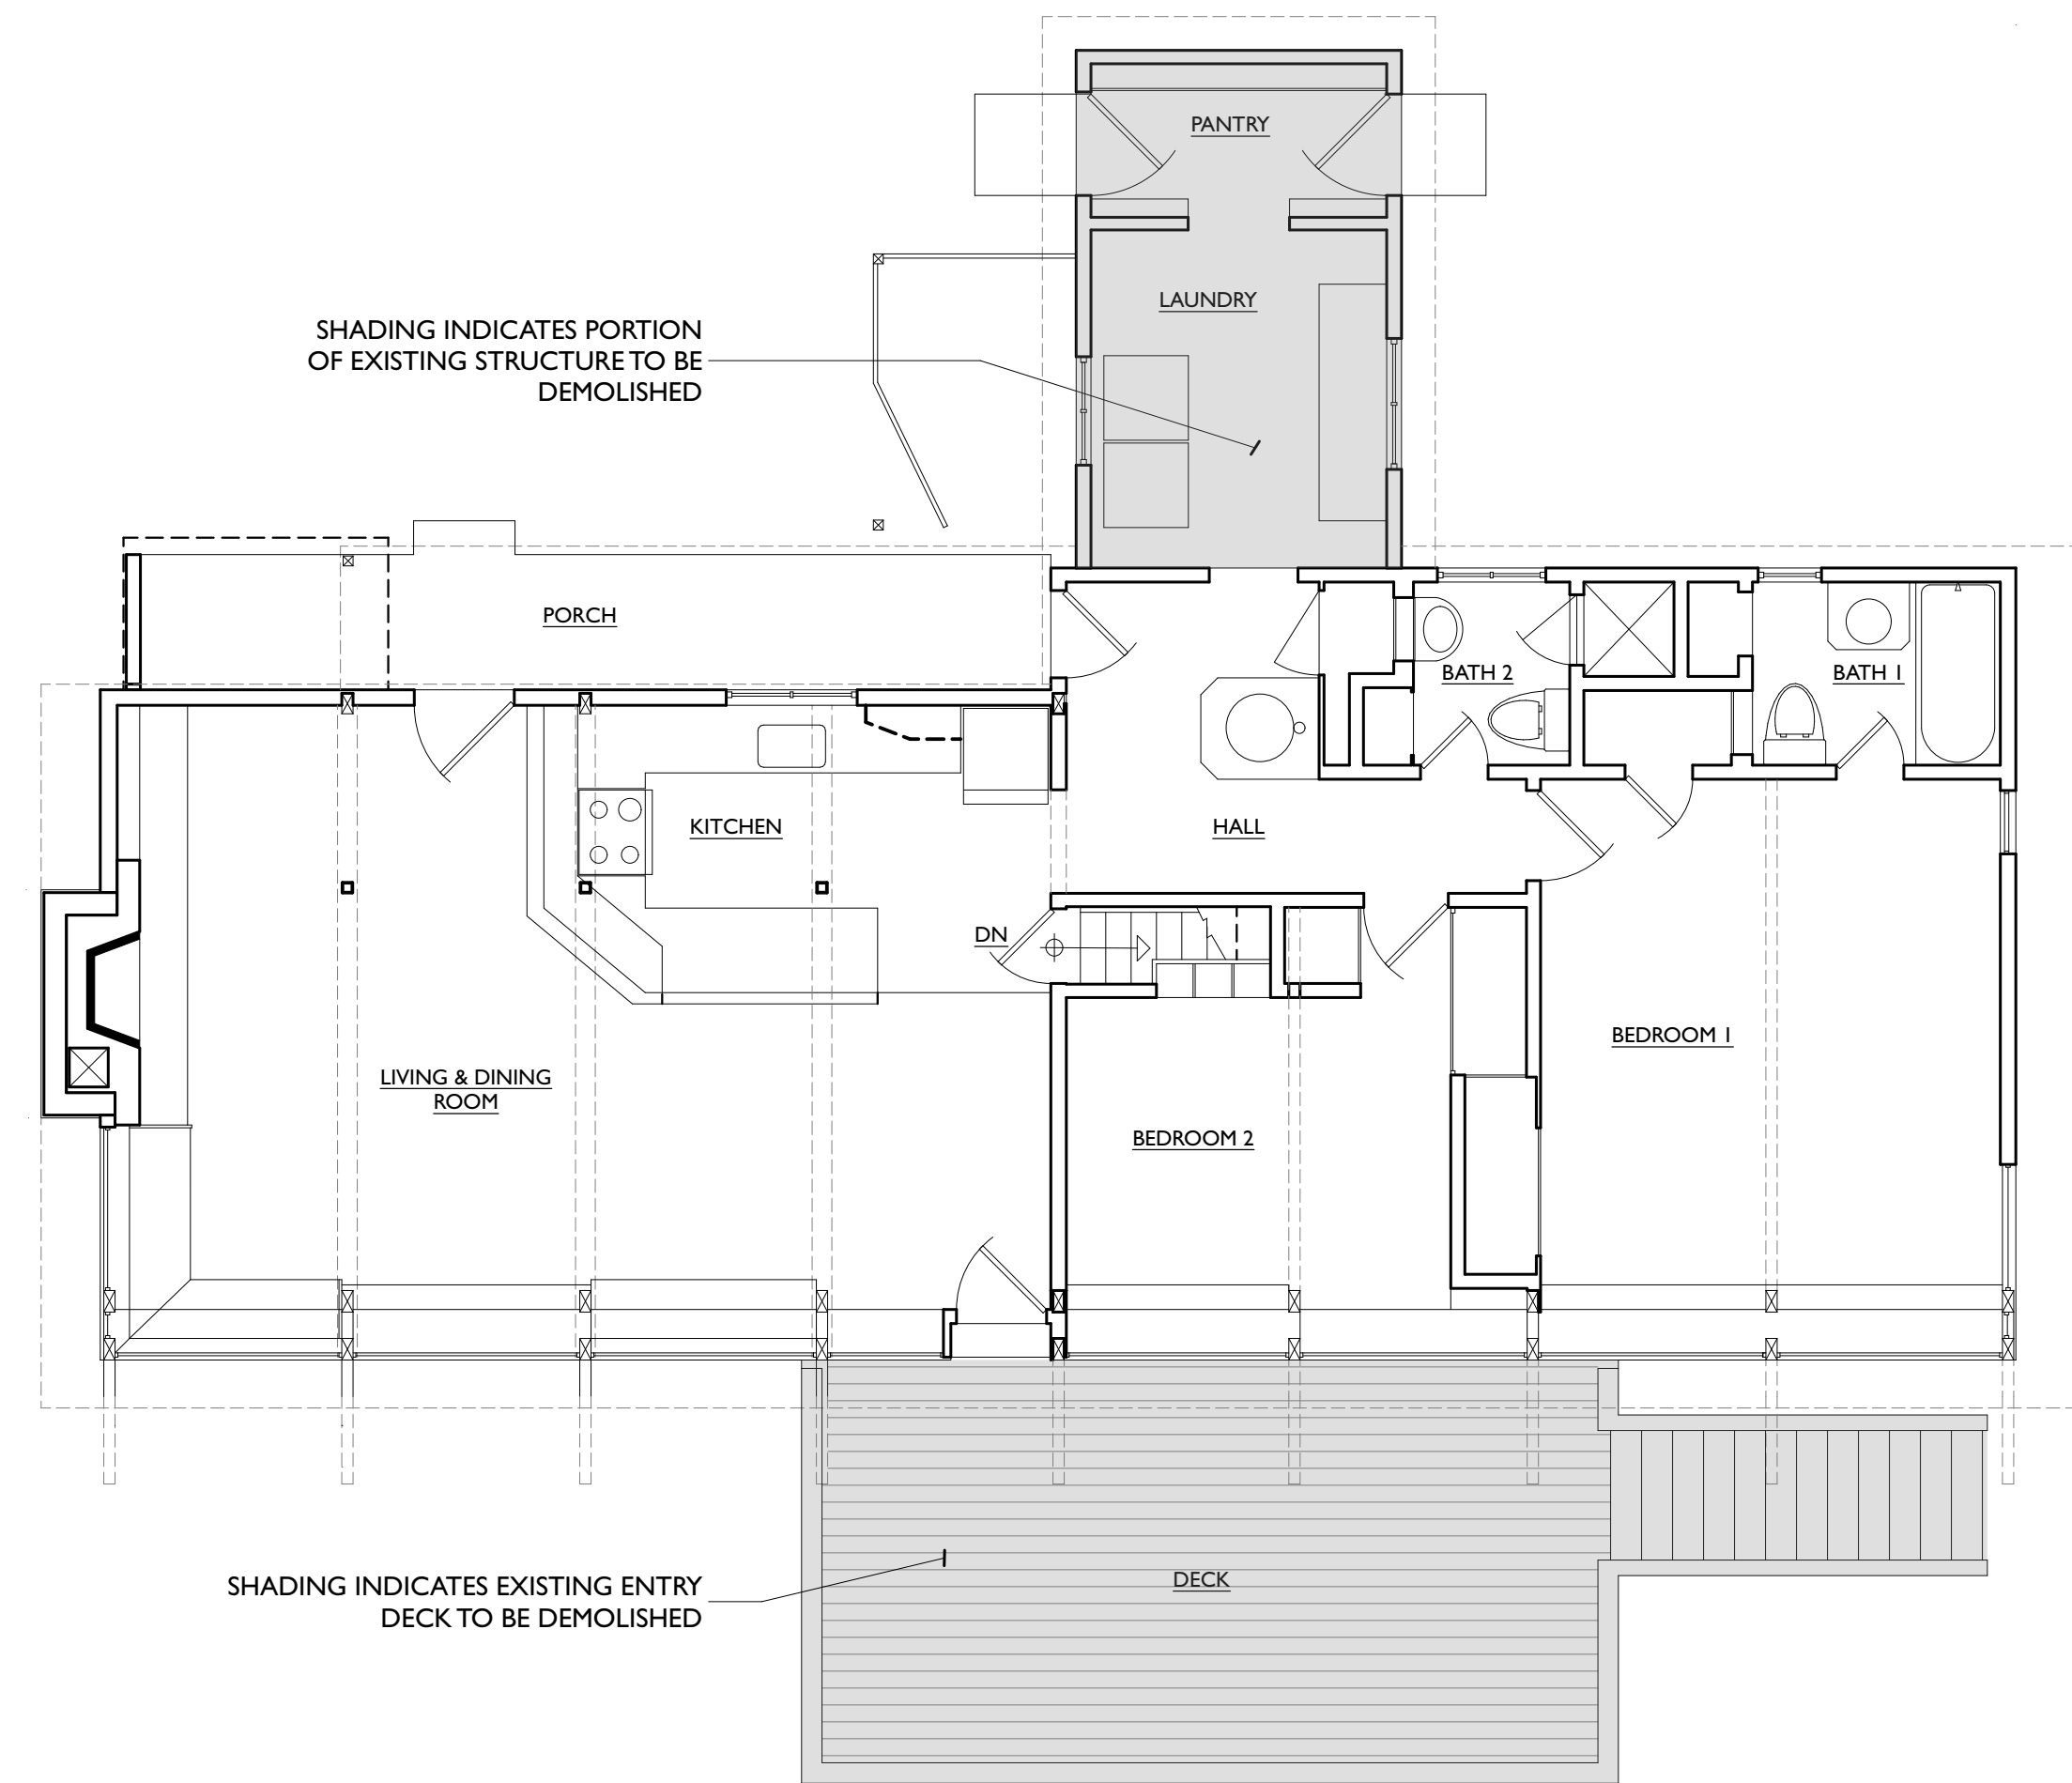 PANTRY
LAUNDRY
SHADING INDICATES PORTION
OF EXISTING STRUCTURE TO BE
DEMOLISHED
PORCH
BATH 2
BATH 1
KITCHEN
HALL
DN
BEDROOM 1
LIVING & DINING
ROOM
BEDROOM 2
DECK
SHADING INDICATES EXISTING ENTRY
DECK TO BE DEMOLISHED